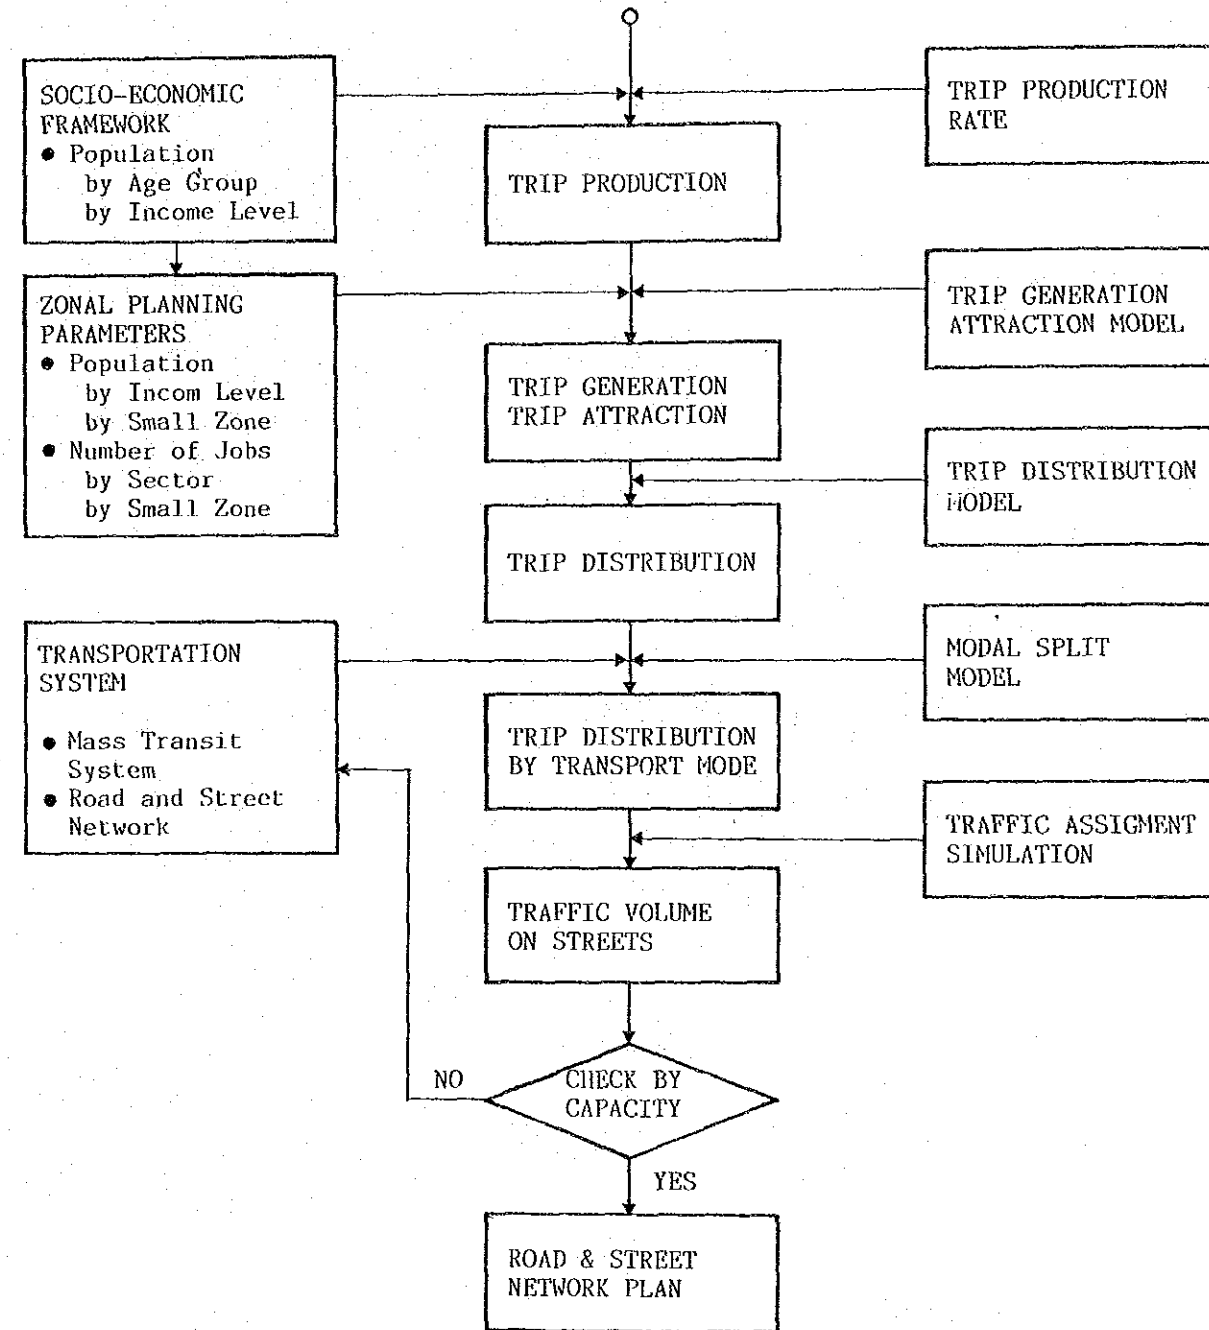 SOCIO-ECONOMIC
FRAMEWORK
● Population
by Age Group
by Income Level
TRIP PRODUCTION
RATE
TRIP PRODUCTION
ZONAL PLANNING
PARAMETERS
● Population
by Incom Level
by Small Zone
● Number of Jobs
by Sector
by Small Zone
TRIP GENERATION
ATTRACTION MODEL
TRIP GENERATION
TRIP ATTRACTION
TRIP DISTRIBUTION
MODEL
TRIP DISTRIBUTION
TRANSPORTATION
SYSTEM
● Mass Transit
System
● Road and Street
Network
MODAL SPLIT
MODEL
TRIP DISTRIBUTION
BY TRANSPORT MODE
TRAFFIC ASSIGMENT
SIMULATION
TRAFFIC VOLUME
ON STREETS
NO
CHECK BY
CAPACITY
YES
ROAD & STREET
NETWORK PLAN